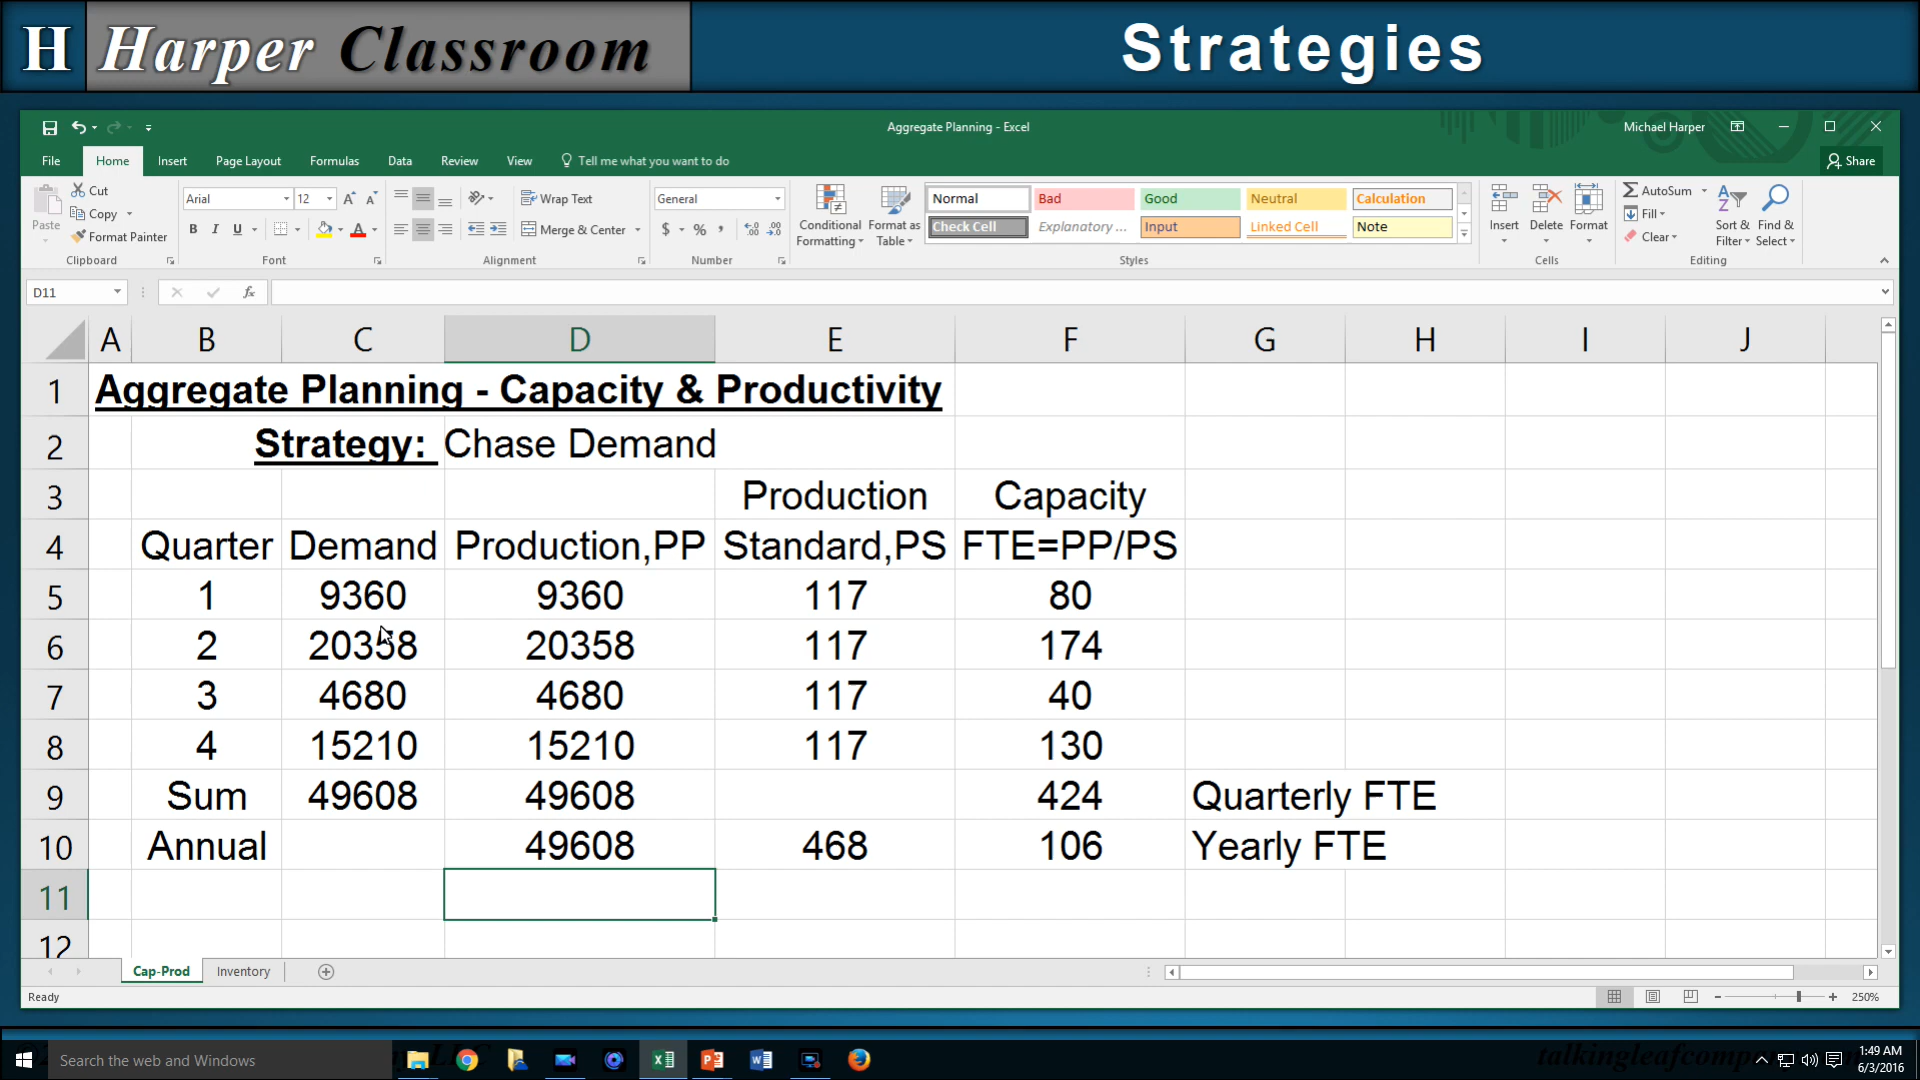 H Harper Classroom
Strategies
Aggregate Planning - Excel
Michael Harper
File Home Insert Page Layout Formulas Data Review View Tell me what you want to do
Share
Paste
Cut
Copy
Format Painter
Clipboard
Arial 12
B I U
Font
Wrap Text
Merge & Center
Alignment
General
$ % ,
Number
Conditional Formatting
Format as Table
Normal Bad Good Neutral Calculation
Check Cell Explanatory ... Input Linked Cell Note
Styles
Insert Delete Format
Cells
AutoSum
Fill
Clear
Sort & Filter
Find & Select
Editing
D11
fx
A B C D E F G H I J
1 Aggregate Planning - Capacity & Productivity
2 Strategy: Chase Demand
3 Production Capacity
4 Quarter Demand Production,PP Standard,PS FTE=PP/PS
5 1 9360 9360 117 80
6 2 20358 20358 117 174
7 3 4680 4680 117 40
8 4 15210 15210 117 130
9 Sum 49608 49608 424 Quarterly FTE
10 Annual 49608 468 106 Yearly FTE
11
12
Cap-Prod Inventory
Ready
250%
Search the web and Windows
1:49 AM
6/3/2016